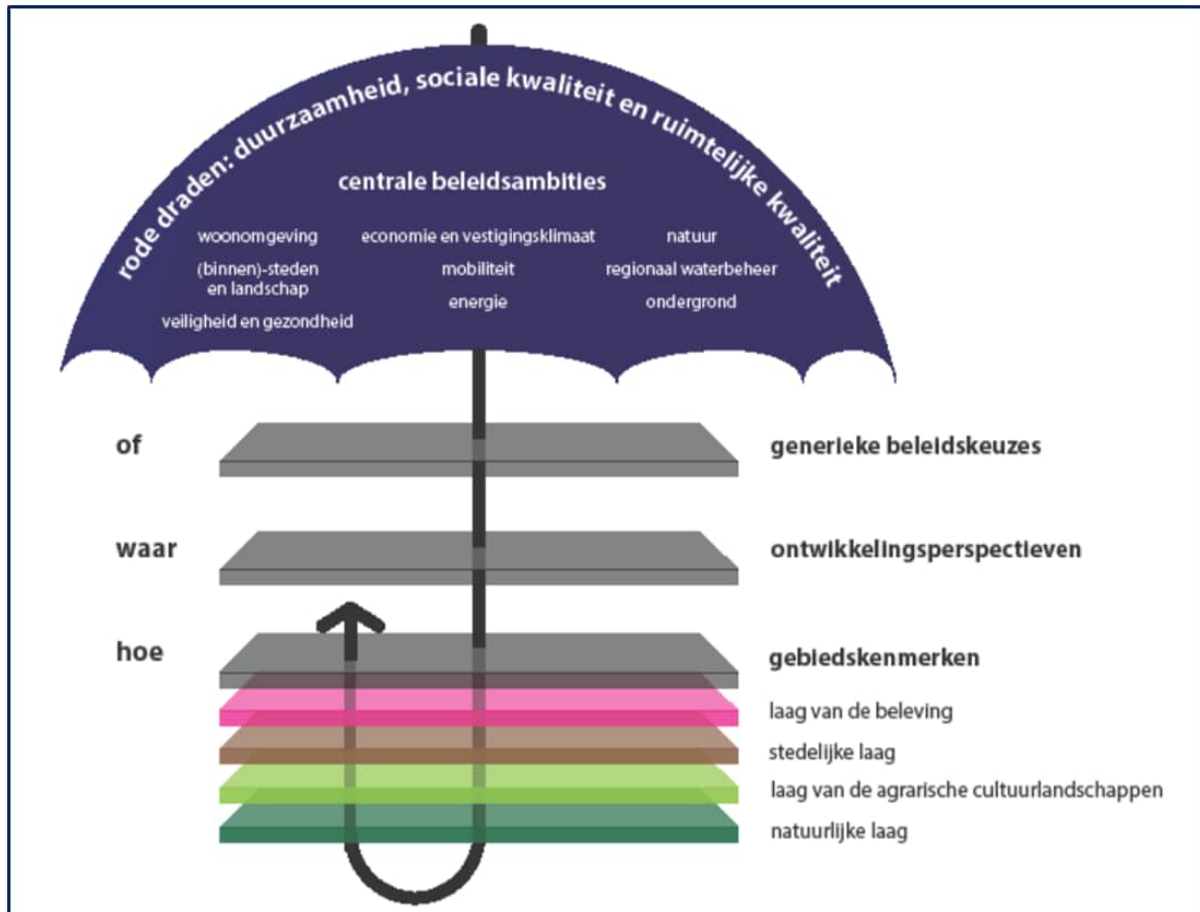 rode draden: duurzaamheid, sociale kwaliteit en ruimtelijke kwaliteit
centrale beleidsambities
woonomgeving
(binnen)-steden
en landschap
veiligheid en gezondheid
economie en vestigingsklimaat
mobiliteit
energie
natuur
regionaal waterbeheer
ondergrond
of
generieke beleidskeuzes
waar
ontwikkelingsperspectieven
hoe
gebiedskenmerken
laag van de beleving
stedelijke laag
laag van de agrarische cultuurlandschappen
natuurlijke laag